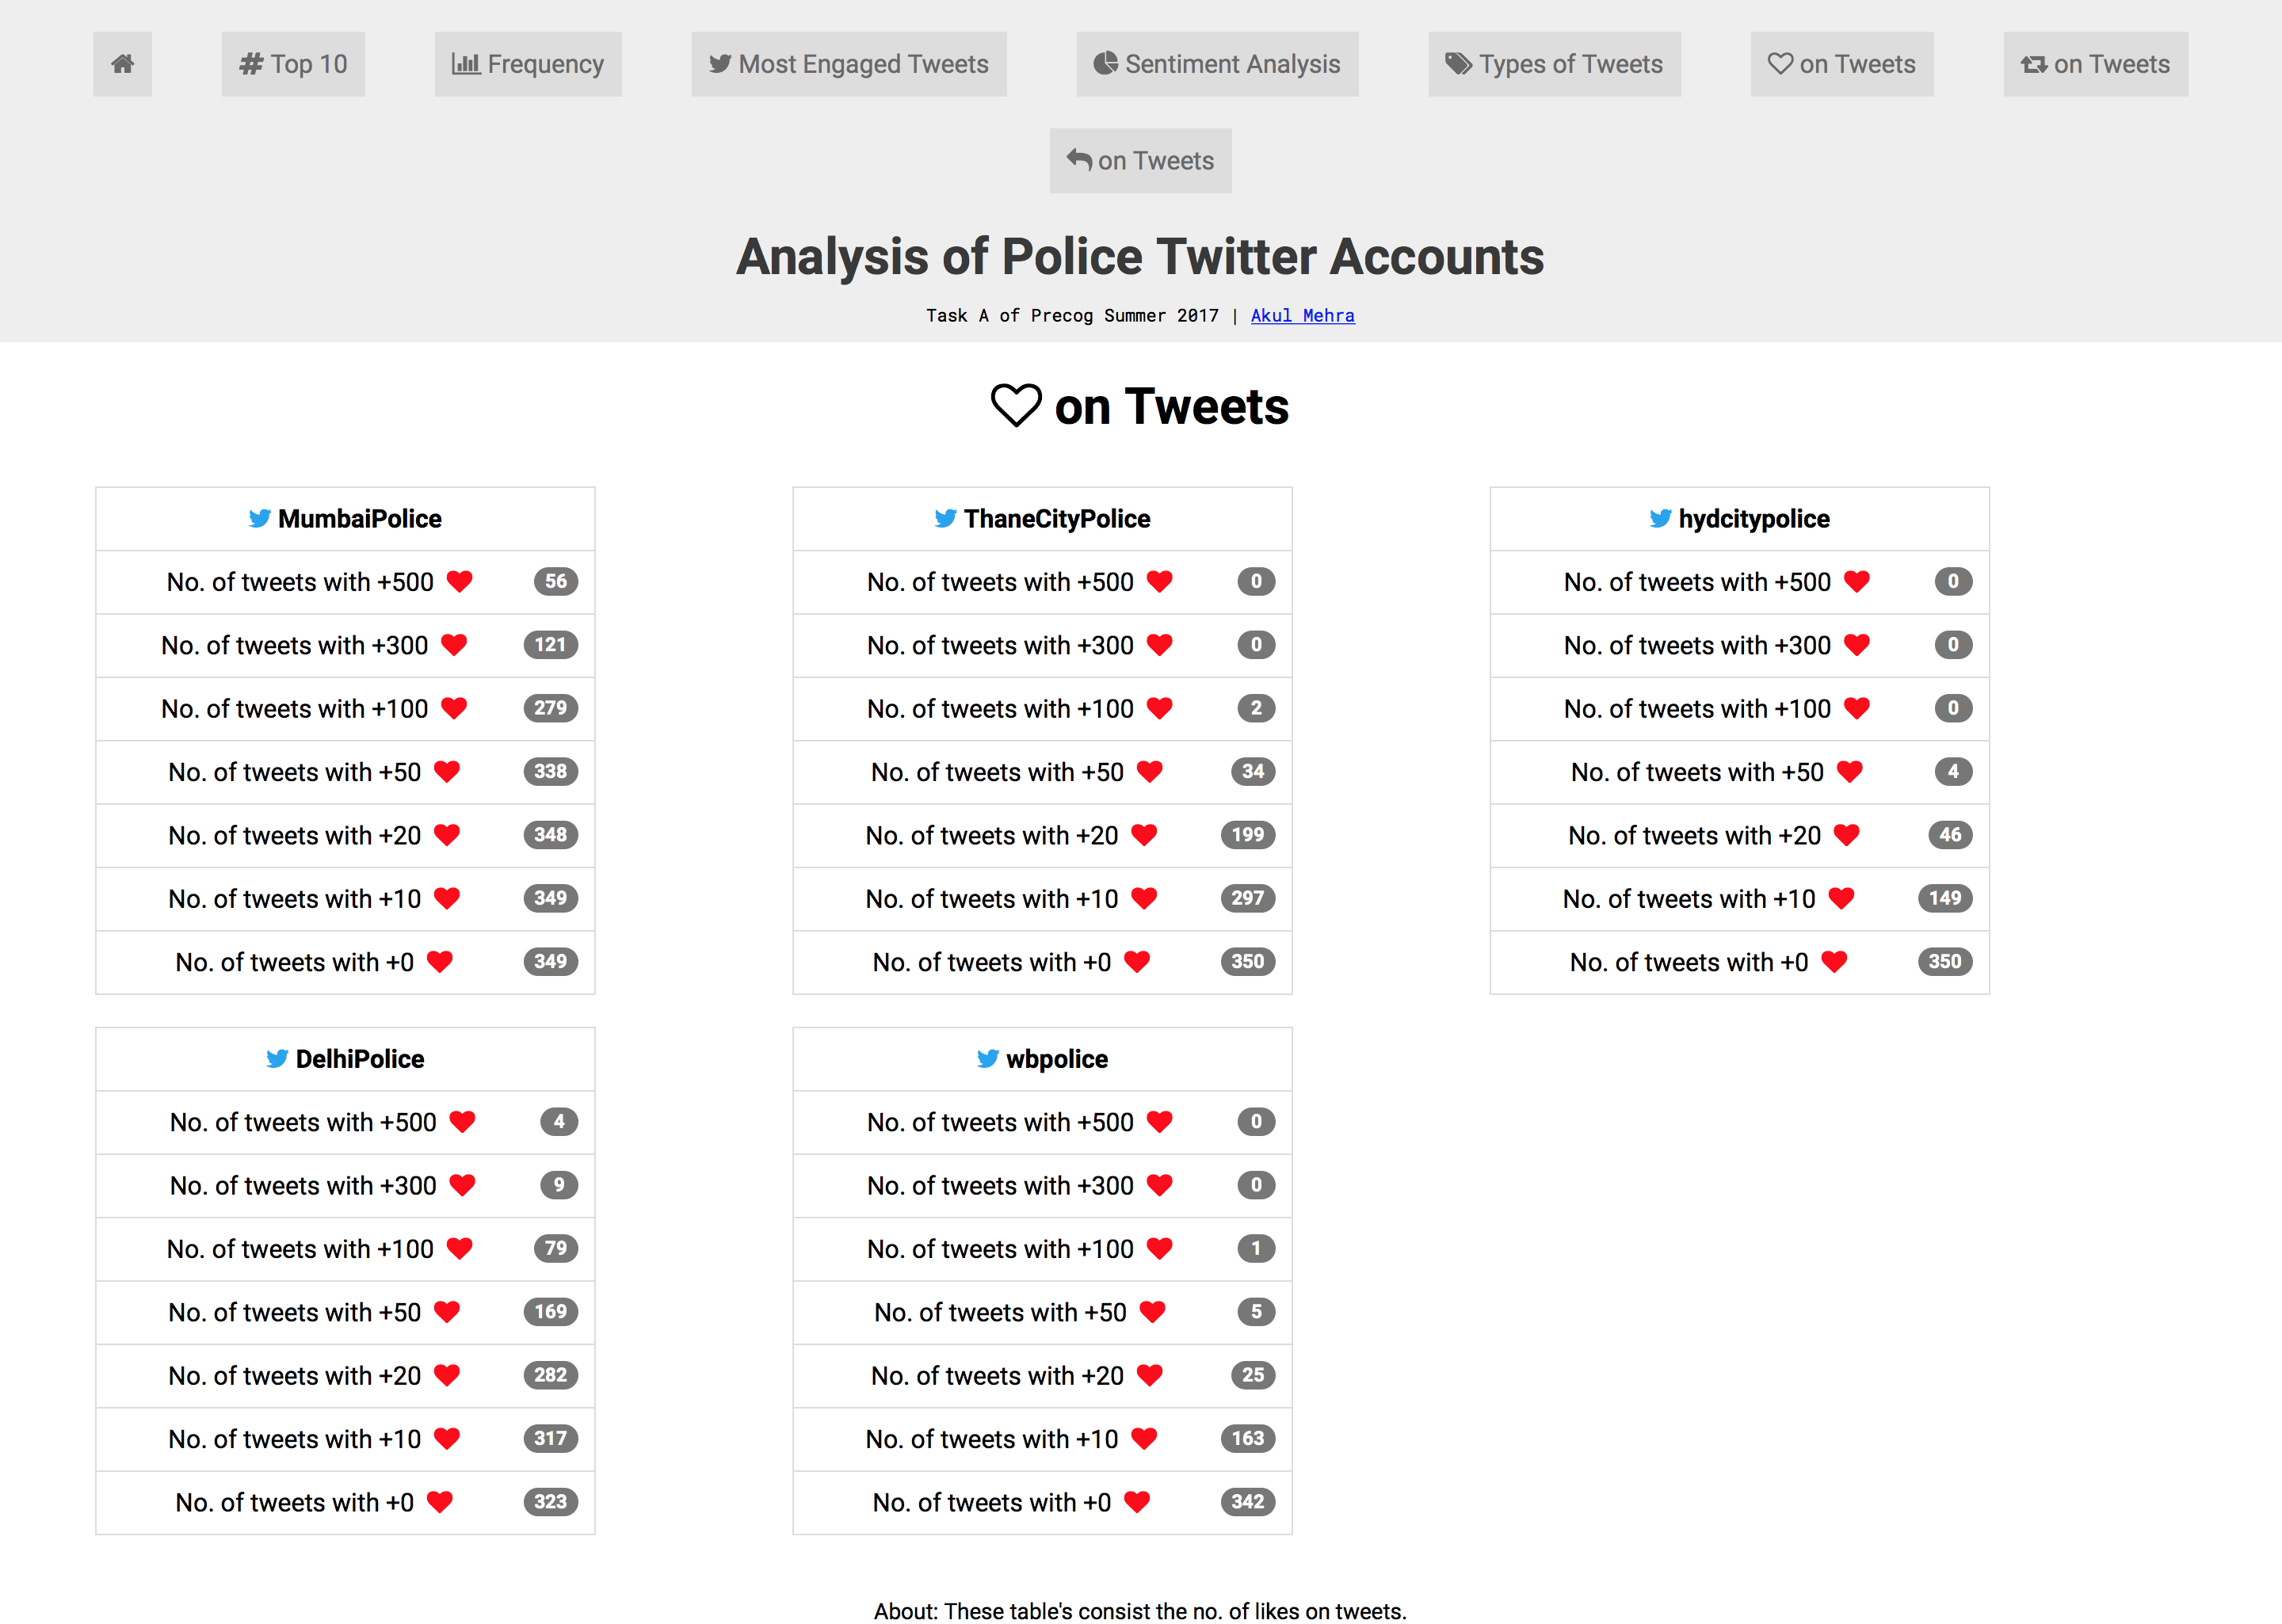 Top 10
Frequency
Most Engaged Tweets
Sentiment Analysis
Types of Tweets
on Tweets
on Tweets
on Tweets
Analysis of Police Twitter Accounts
Task A of Precog Summer 2017 | Akul Mehra
on Tweets
MumbaiPolice
No. of tweets with +500 56
No. of tweets with +300 121
No. of tweets with +100 279
No. of tweets with +50 338
No. of tweets with +20 348
No. of tweets with +10 349
No. of tweets with +0 349
ThaneCityPolice
No. of tweets with +500 0
No. of tweets with +300 0
No. of tweets with +100 2
No. of tweets with +50 34
No. of tweets with +20 199
No. of tweets with +10 297
No. of tweets with +0 350
hydcitypolice
No. of tweets with +500 0
No. of tweets with +300 0
No. of tweets with +100 0
No. of tweets with +50 4
No. of tweets with +20 46
No. of tweets with +10 149
No. of tweets with +0 350
DelhiPolice
No. of tweets with +500 4
No. of tweets with +300 9
No. of tweets with +100 79
No. of tweets with +50 169
No. of tweets with +20 282
No. of tweets with +10 317
No. of tweets with +0 323
wbpolice
No. of tweets with +500 0
No. of tweets with +300 0
No. of tweets with +100 1
No. of tweets with +50 5
No. of tweets with +20 25
No. of tweets with +10 163
No. of tweets with +0 342
About: These table's consist the no. of likes on tweets.